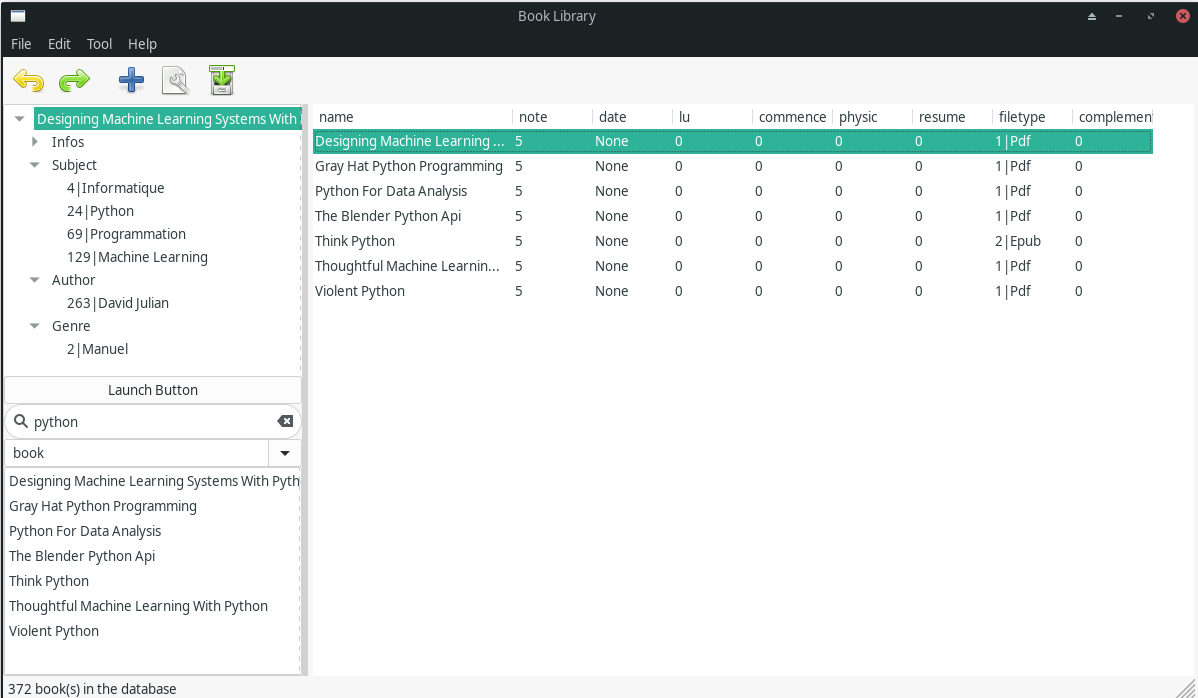 Book Library
File Edit Tool Help
Designing Machine Learning Systems With
Infos
Subject
4|Informatique
24|Python
69|Programmation
129|Machine Learning
Author
263|David Julian
Genre
2|Manuel
Launch Button
python
book
Designing Machine Learning Systems With Pyth
Gray Hat Python Programming
Python For Data Analysis
The Blender Python Api
Think Python
Thoughtful Machine Learning With Python
Violent Python
name note date lu commence physic resume filetype complement
Designing Machine Learning ... 5 None 0 0 0 0 1|Pdf 0
Gray Hat Python Programming 5 None 0 0 0 0 1|Pdf 0
Python For Data Analysis 5 None 0 0 0 0 1|Pdf 0
The Blender Python Api 5 None 0 0 0 0 1|Pdf 0
Think Python 5 None 0 0 0 0 2|Epub 0
Thoughtful Machine Learnin... 5 None 0 0 0 0 1|Pdf 0
Violent Python 5 None 0 0 0 0 1|Pdf 0
372 book(s) in the database